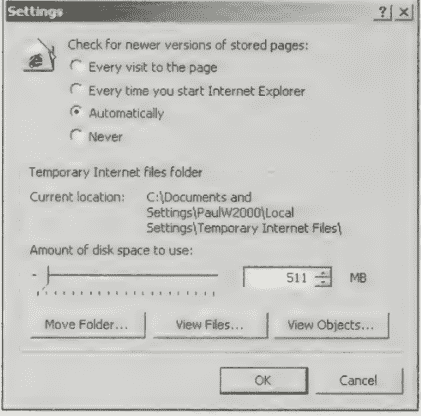 Settings
Check for newer versions of stored pages:
Every visit to the page
Every time you start Internet Explorer
Automatically
Never
Temporary Internet files folder
Current location: C:\Documents and
Settings\PaulW2000\Local
Settings\Temporary Internet Files\
Amount of disk space to use:
511 MB
Move Folder... View Files... View Objects...
OK Cancel